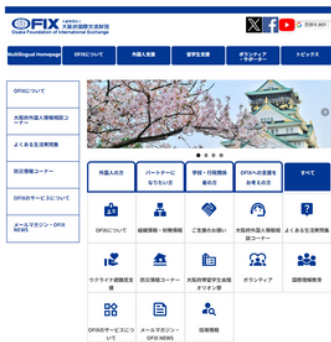 OFIX 公益財団法人 大阪府国際交流財団
Osaka Foundation of International Exchange
Multilingual Homepage
OFIXについて
外国人支援
留学生支援
ボランティア・サポーター
トピックス
OFIXについて
大阪府外国人情報相談コーナー
よくある生活質問集
防災情報コーナー
OFIXのサービスについて
メールマガジン・OFIX NEWS
外国人の方
パートナーになりたい方
学校・行政関係者の方
OFIXへの支援をお考えの方
すべて
OFIXについて
組織情報・財務情報
ご支援のお願い
大阪府外国人情報相談コーナー
よくある生活質問集
ウクライナ避難民支援
防災情報コーナー
大阪府堺留学生会館オリオン寮
ボランティア
国際理解教育
OFIXのサービスについて
メールマガジン・OFIX NEWS
採用情報